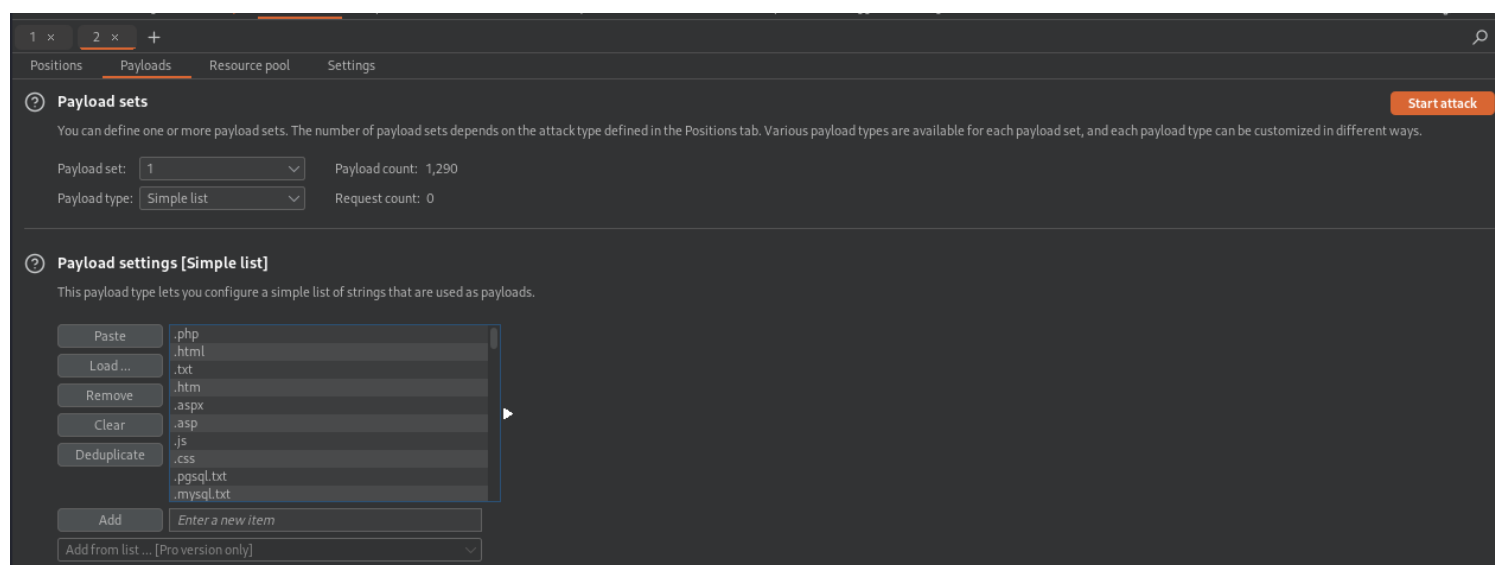 1 × 2 × +
Positions Payloads Resource pool Settings
Payload sets
Start attack
You can define one or more payload sets. The number of payload sets depends on the attack type defined in the Positions tab. Various payload types are available for each payload set, and each payload type can be customized in different ways.
Payload set: 1 Payload count: 1,290
Payload type: Simple list Request count: 0
Payload settings [Simple list]
This payload type lets you configure a simple list of strings that are used as payloads.
Paste
Load ...
Remove
Clear
Deduplicate
.php
.html
.txt
.htm
.aspx
.asp
.js
.css
.pgsql.txt
.mysql.txt
Add Enter a new item
Add from list ... [Pro version only]